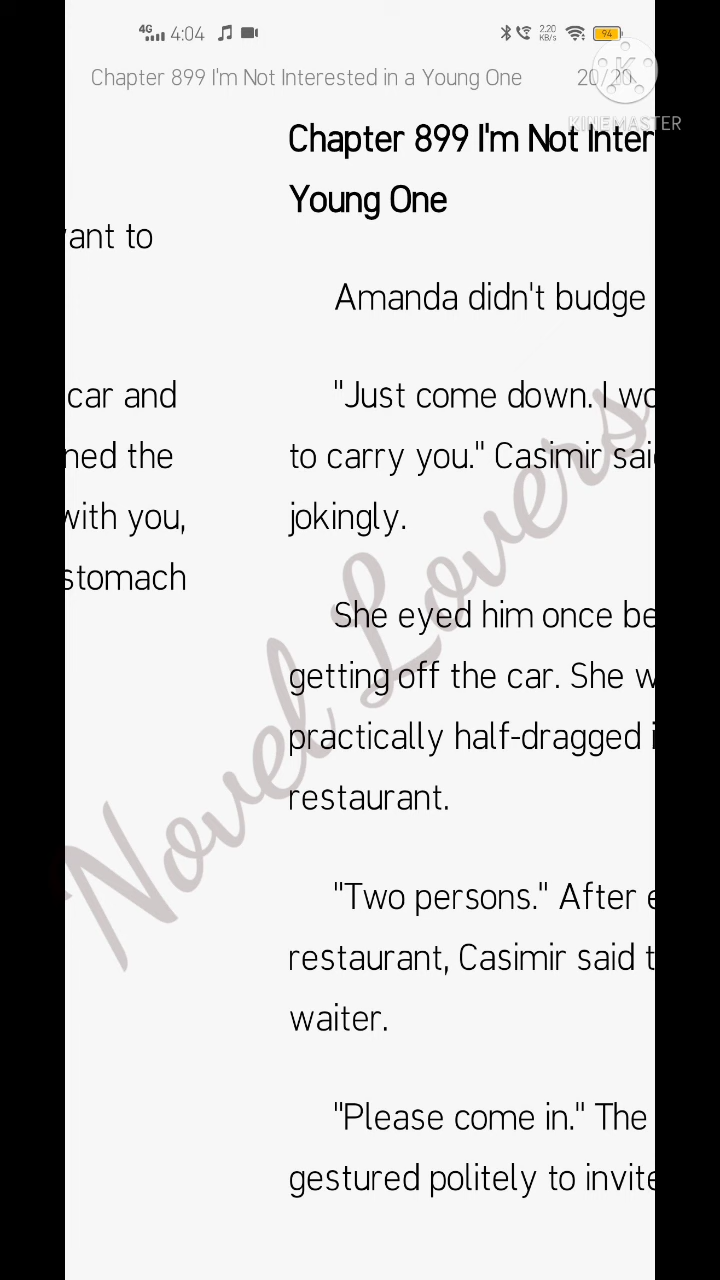 4G 4:04 2.20 KB/s 94
Chapter 899 I'm Not Interested in a Young One 20/20
KINEMASTER
Chapter 899 I'm Not Inter
Young One
ant to
Amanda didn't budge
car and
"Just come down. I wo
ned the
to carry you." Casimir said
with you,
jokingly.
stomach
She eyed him once be
getting off the car. She w
practically half-dragged i
restaurant.
"Two persons." After e
restaurant, Casimir said t
waiter.
"Please come in." The
gestured politely to invite
Novel Lovers